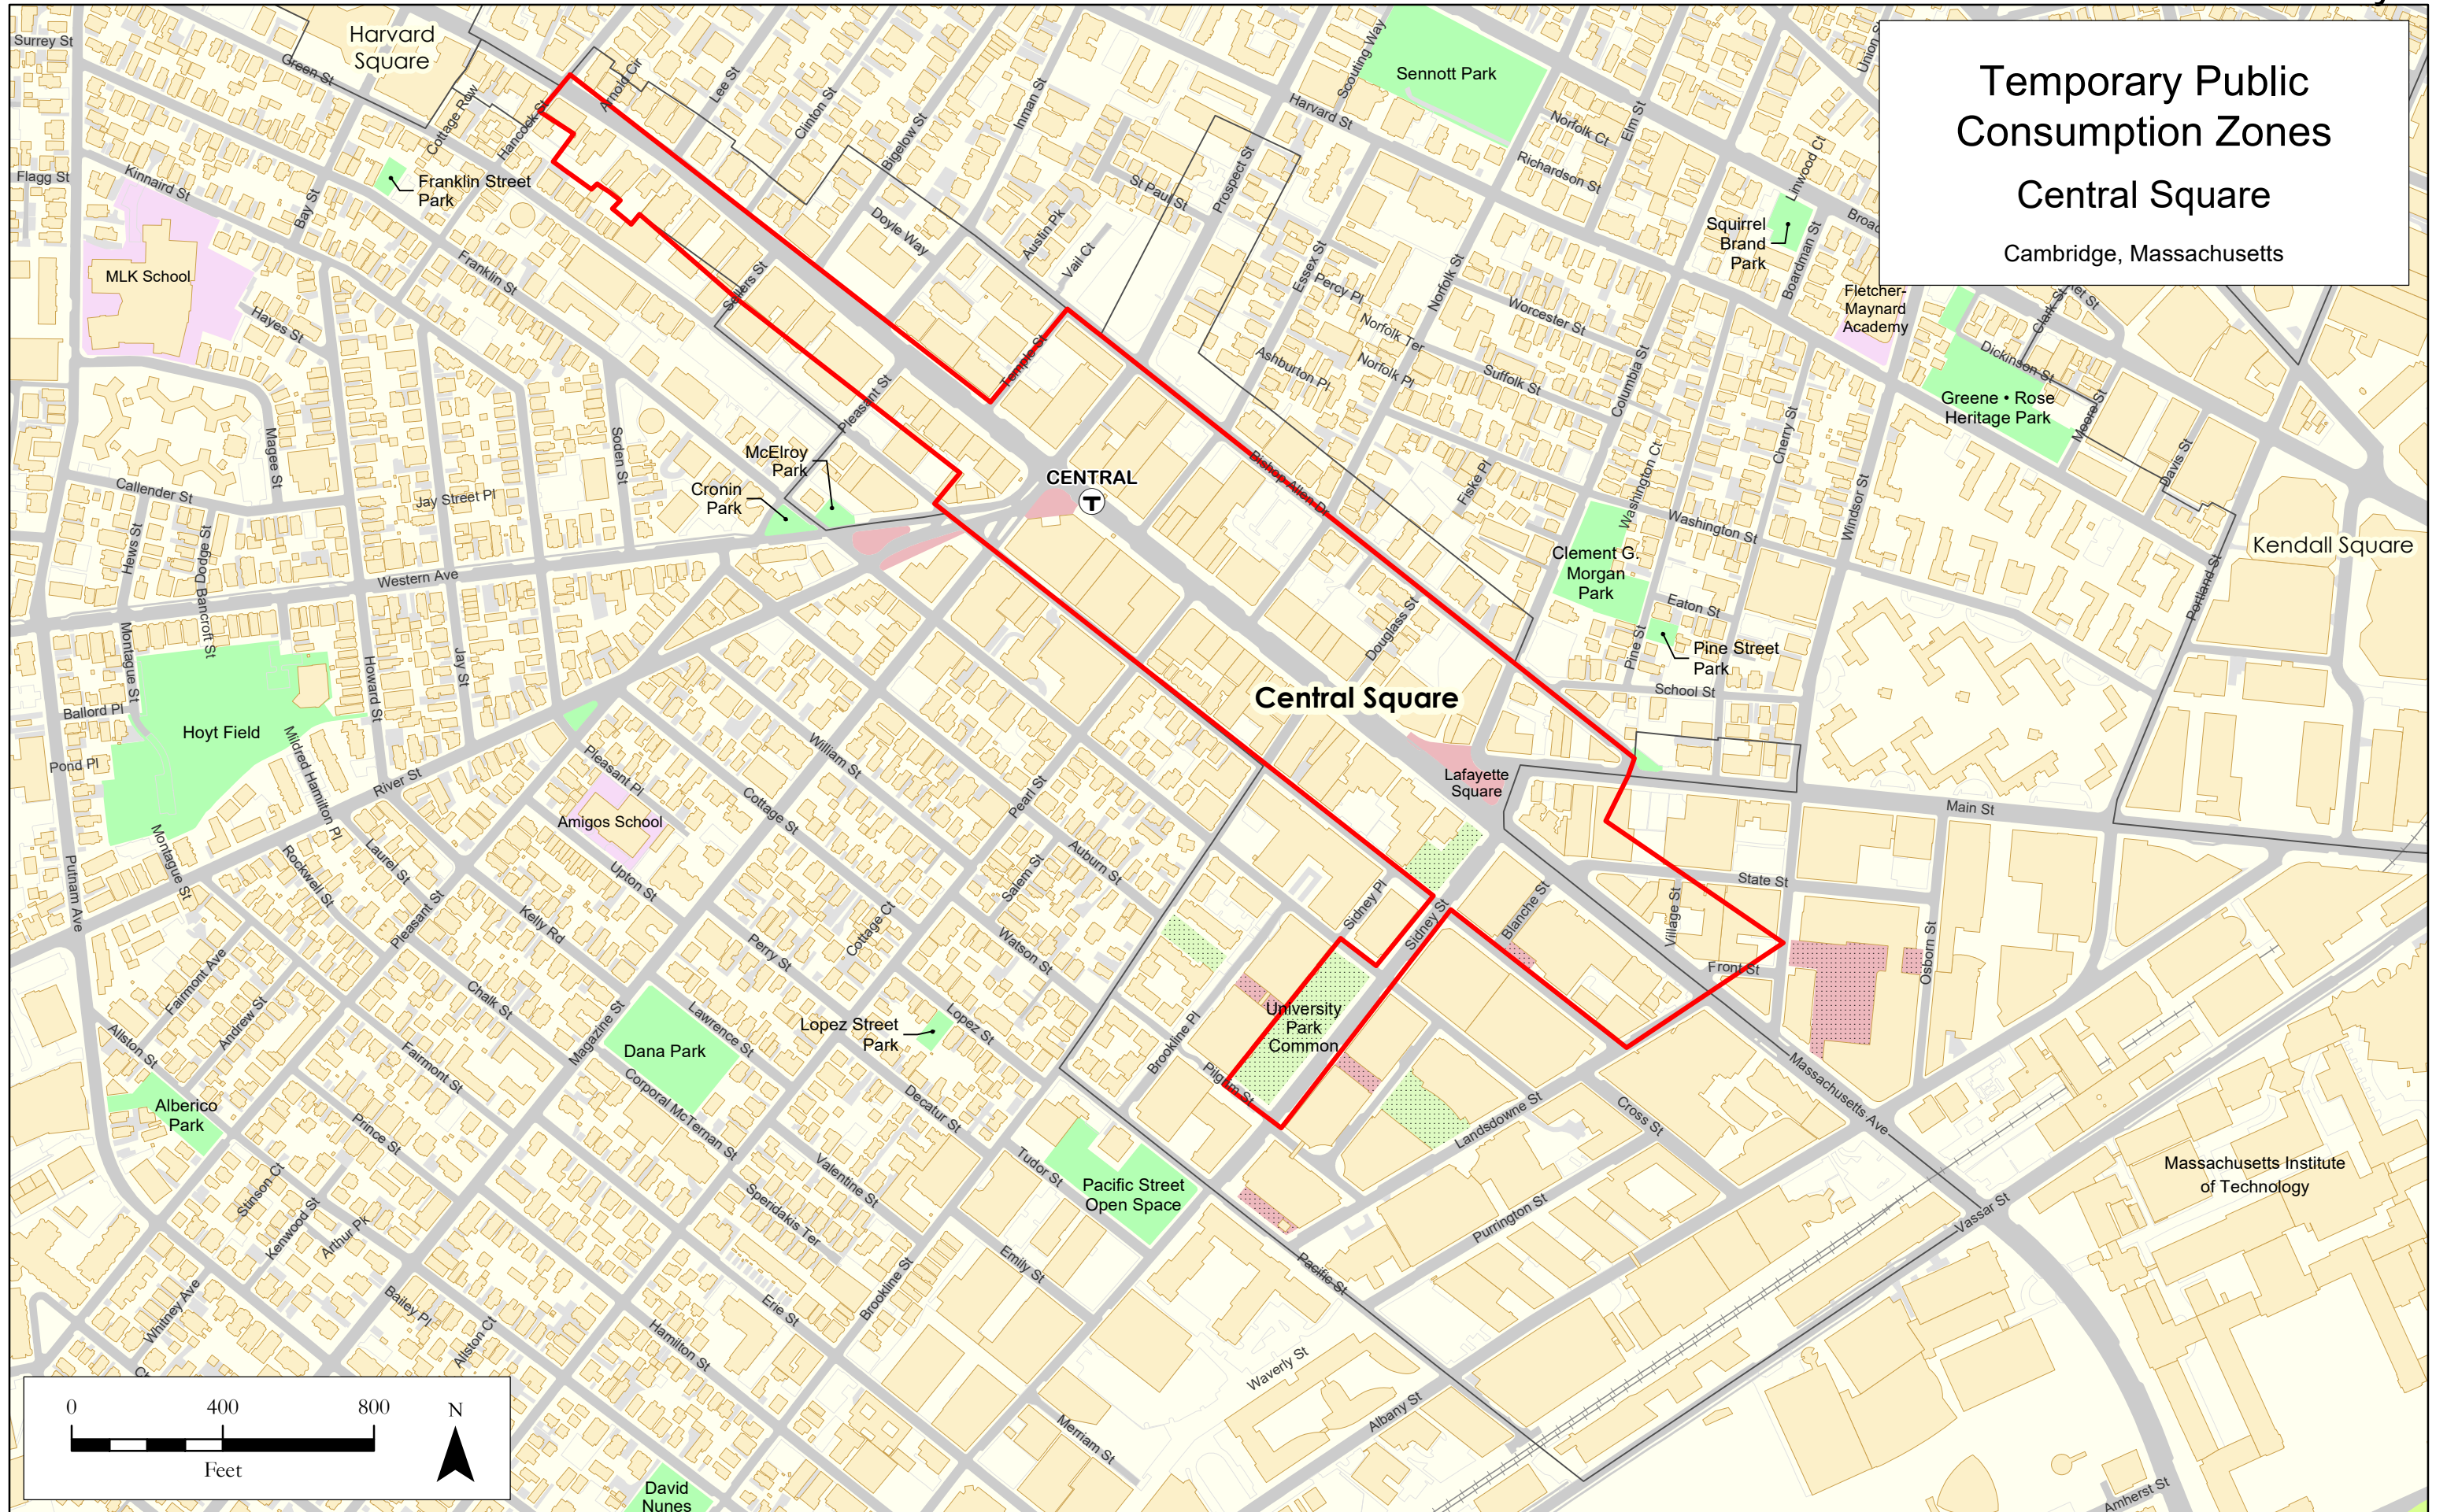 Temporary Public
Consumption Zones
Central Square
Cambridge, Massachusetts
Surrey St
Green St
Harvard
Square
Cottage Row
Hancock St
Arnold Cir
Lee St
Clinton St
Bigelow St
Inman St
Scouting Way
Sennott Park
Harvard St
Norfolk Ct
Elm St
Richardson St
Linwood Ct
Flagg St
Kinnaird St
Bay St
Franklin Street
Park
Franklin St
MLK School
Hayes St
Sellers St
Doyle Way
Austin Pk
Vail Ct
St Paul St
Prospect St
Essex St
Percy Pl
Norfolk Ter
Norfolk Pl
Norfolk St
Ashburton Pl
Worcester St
Suffolk St
Columbia St
Squirrel
Brand
Park
Boardman St
Fletcher-
Maynard
Academy
Clark St
Dickinson St
Greene • Rose
Heritage Park
Moore St
Davis St
Portland St
Kendall Square
Temple St
Pleasant St
Magee St
Soden St
McElroy
Park
Cronin
Park
CENTRAL
T
Bishop Allen Dr
Fiske Pl
Washington Ct
Washington St
Cherry St
Windsor St
Callender St
Jay Street Pl
Hews St
Dodge St
Bancroft St
Western Ave
Clement G.
Morgan
Park
Eaton St
Pine St
Pine Street
Park
School St
Douglass St
Central Square
Montague St
Howard St
Jay St
Ballord Pl
Hoyt Field
Pond Pl
Mildred Hamilton Pl
River St
Pleasant Pl
Amigos School
Upton St
William St
Cottage St
Pearl St
Auburn St
Salem St
Lafayette
Square
Main St
State St
Village St
Front St
Osborn St
Sidney Pl
Sidney St
Blanche St
Putnam Ave
Montague St
Rockwell St
Laurel St
Pleasant St
Kelly Rd
Perry St
Cottage Ct
Watson St
Fairmont Ave
Andrew St
Chalk St
Magazine St
Dana Park
Lawrence St
Lopez Street
Park
Lopez St
Brookline Pl
University
Park
Common
Pilgrim St
Landsdowne St
Cross St
Massachusetts Ave
Allston St
Fairmont St
Corporal McTernan St
Decatur St
Alberico
Park
Prince St
Valentine St
Tudor St
Pacific Street
Open Space
Massachusetts Institute
of Technology
Stinson Ct
Kenwood St
Arthur Pk
Speridakis Ter
Purrington St
Vassar St
Whitney Ave
Bailey Pl
Allston Ct
Hamilton St
Erie St
Brookline St
Emily St
Pacific St
Waverly St
Albany St
Merriam St
Amherst St
David
Nunes
0
400
800
Feet
N